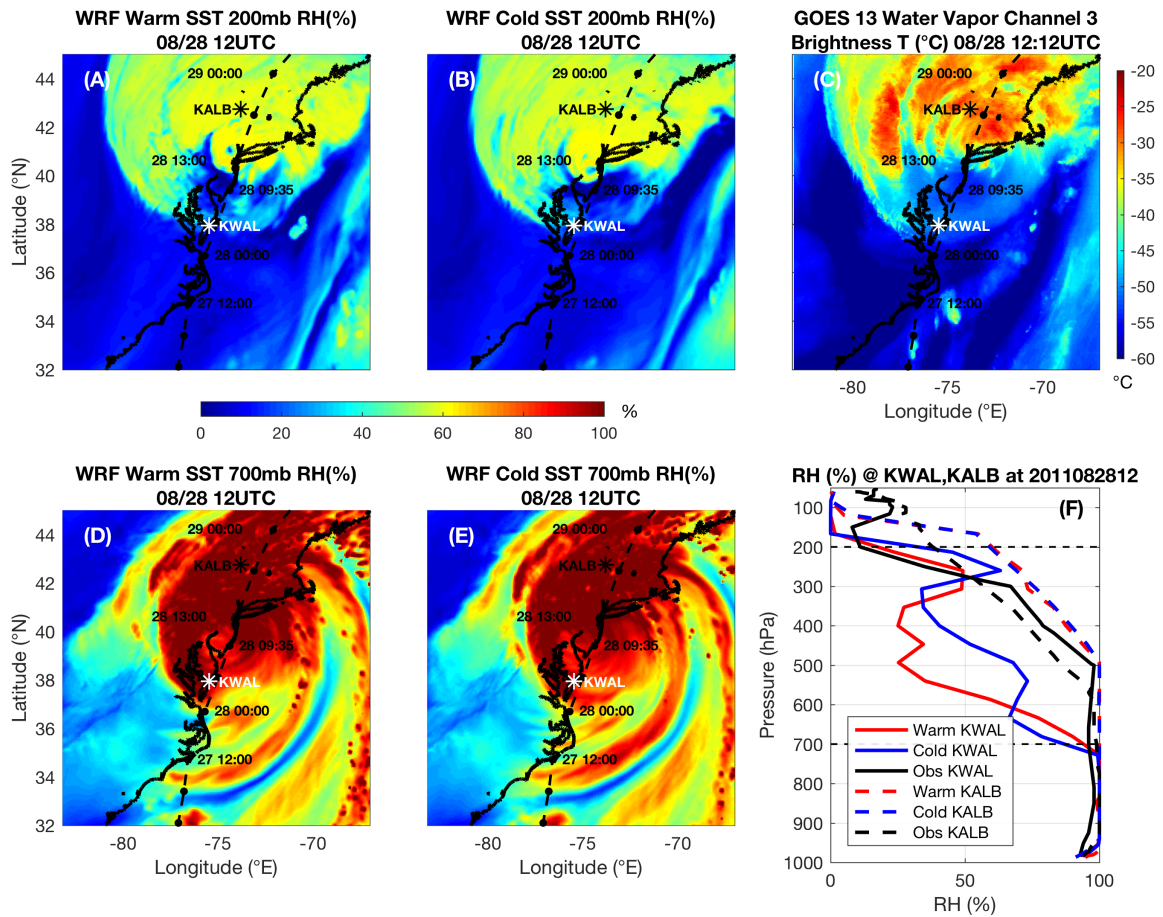 WRF Warm SST 200mb RH(%)
08/28 12UTC
WRF Cold SST 200mb RH(%)
08/28 12UTC
GOES 13 Water Vapor Channel 3
Brightness T (°C) 08/28 12:12UTC
(A)
29 00:00
KALB
28 13:00
28 09:35
KWAL
28 00:00
27 12:00
44
42
40
38
36
34
32
Latitude (°N)
(B)
29 00:00
KALB
28 13:00
28 09:35
KWAL
28 00:00
27 12:00
(C)
29 00:00
KALB
28 13:00
28 09:35
KWAL
28 00:00
27 12:00
-80
-75
-70
Longitude (°E)
-20
-25
-30
-35
-40
-45
-50
-55
-60
°C
0
20
40
60
80
100
%
WRF Warm SST 700mb RH(%)
08/28 12UTC
WRF Cold SST 700mb RH(%)
08/28 12UTC
RH (%) @ KWAL,KALB at 2011082812
(D)
29 00:00
KALB
28 13:00
28 09:35
KWAL
28 00:00
27 12:00
44
42
40
38
36
34
32
Latitude (°N)
-80
-75
-70
Longitude (°E)
(E)
29 00:00
KALB
28 13:00
28 09:35
KWAL
28 00:00
27 12:00
-80
-75
-70
Longitude (°E)
(F)
100
200
300
400
500
600
700
800
900
1000
Pressure (hPa)
Warm KWAL
Cold KWAL
Obs KWAL
Warm KALB
Cold KALB
Obs KALB
0
50
100
RH (%)